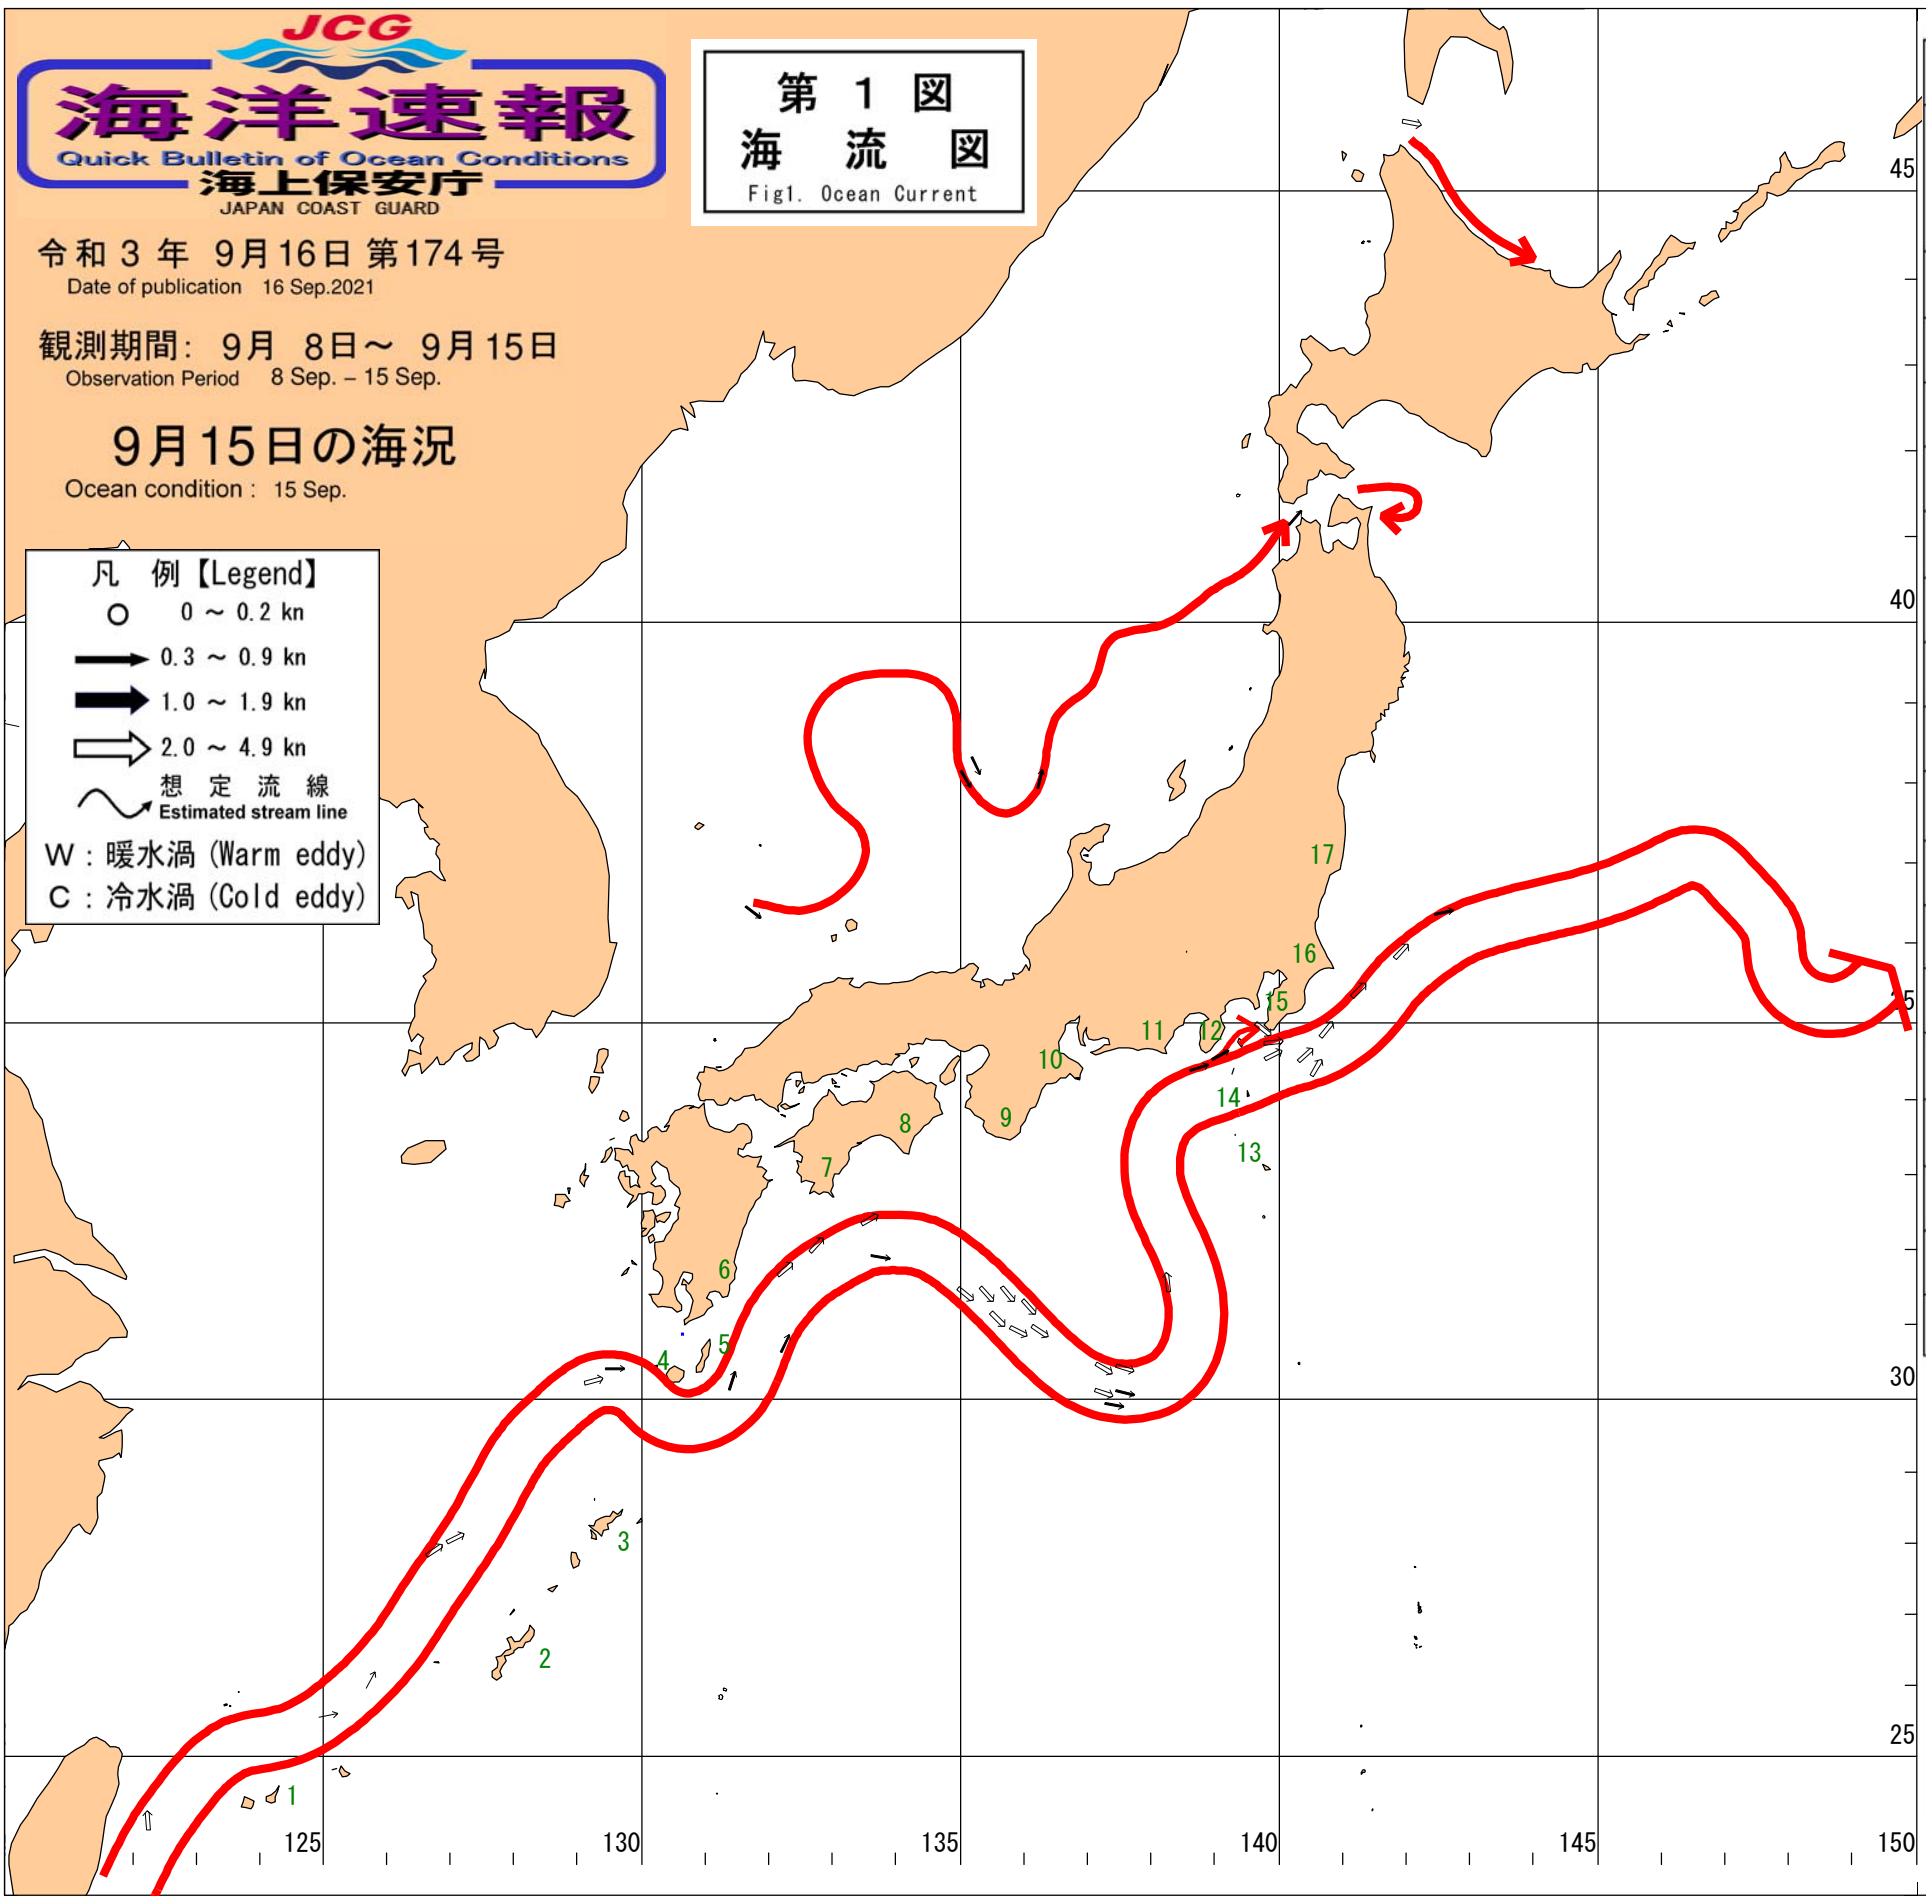 JCG
海洋速報
Quick Bulletin of Ocean Conditions
海上保安庁
JAPAN COAST GUARD
令和 3 年 9月16日 第174号
Date of publication 16 Sep.2021
観測期間: 9月 8日～ 9月15日
Observation Period 8 Sep. – 15 Sep.
9月15日の海況
Ocean condition : 15 Sep.
第 1 図
海 流 図
Fig1. Ocean Current
凡 例【Legend】
0 ～ 0.2 kn
0.3 ～ 0.9 kn
1.0 ～ 1.9 kn
2.0 ～ 4.9 kn
想 定 流 線
Estimated stream line
W : 暖水渦 (Warm eddy)
C : 冷水渦 (Cold eddy)
45
40
35
30
25
125
130
135
140
145
150
1
2
3
4
5
6
7
8
9
10
11
12
13
14
15
16
17